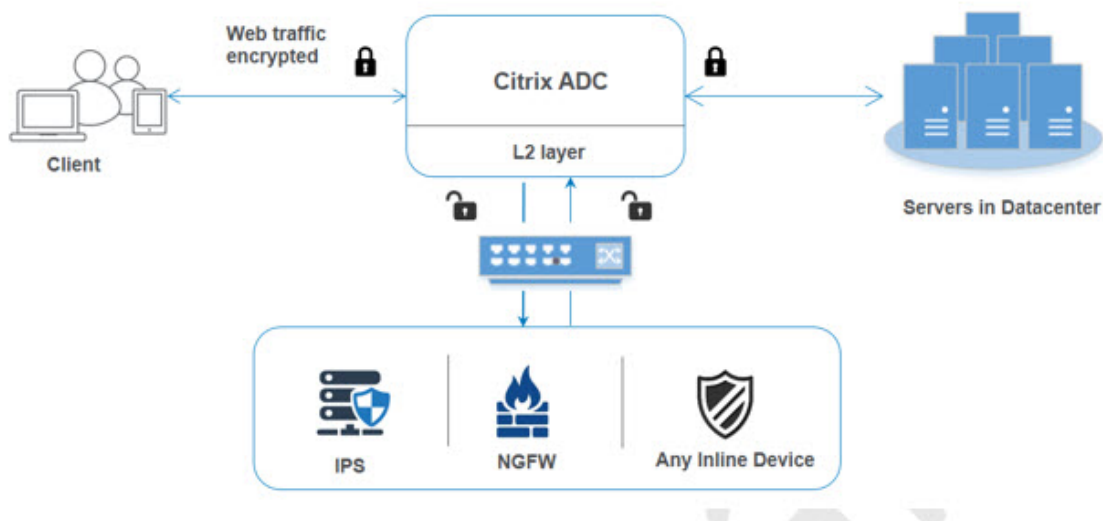 Web traffic
encrypted
Citrix ADC
L2 layer
Client
Servers in Datacenter
IPS
NGFW
Any Inline Device